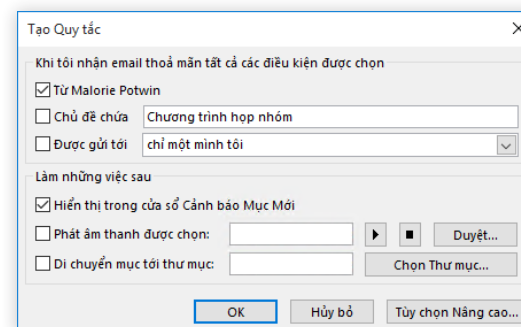 Tạo Quy tắc
Khi tôi nhận email thoả mãn tất cả các điều kiện được chọn
Từ Malorie Potwin
Chủ đề chứa Chương trình họp nhóm
Được gửi tới chỉ một mình tôi
Làm những việc sau
Hiển thị trong cửa sổ Cảnh báo Mục Mới
Phát âm thanh được chọn: Duyệt...
Di chuyển mục tới thư mục: Chọn Thư mục...
OK Hủy bỏ Tùy chọn Nâng cao...